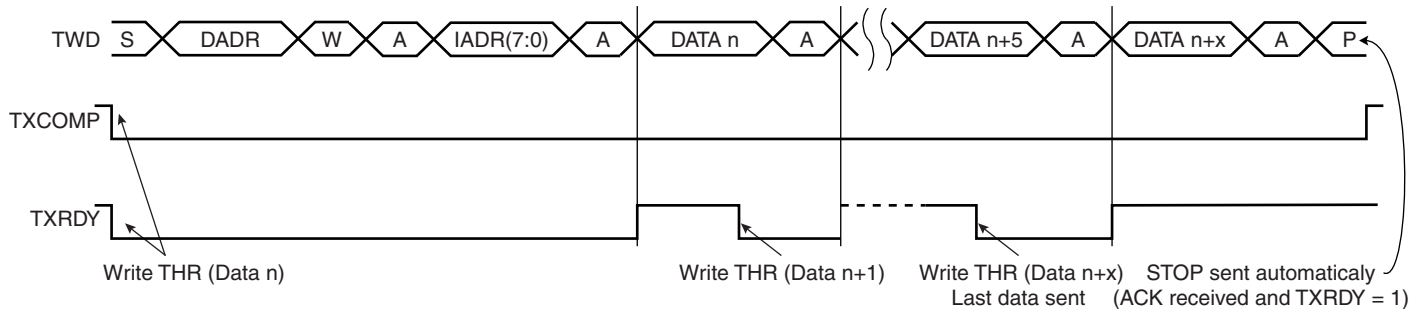 TWD S DADR W A IADR(7:0) A DATA n A DATA n+5 A DATA n+x A P
TXCOMP
TXRDY
Write THR (Data n) Write THR (Data n+1) Write THR (Data n+x) STOP sent automaticaly
Last data sent (ACK received and TXRDY = 1)